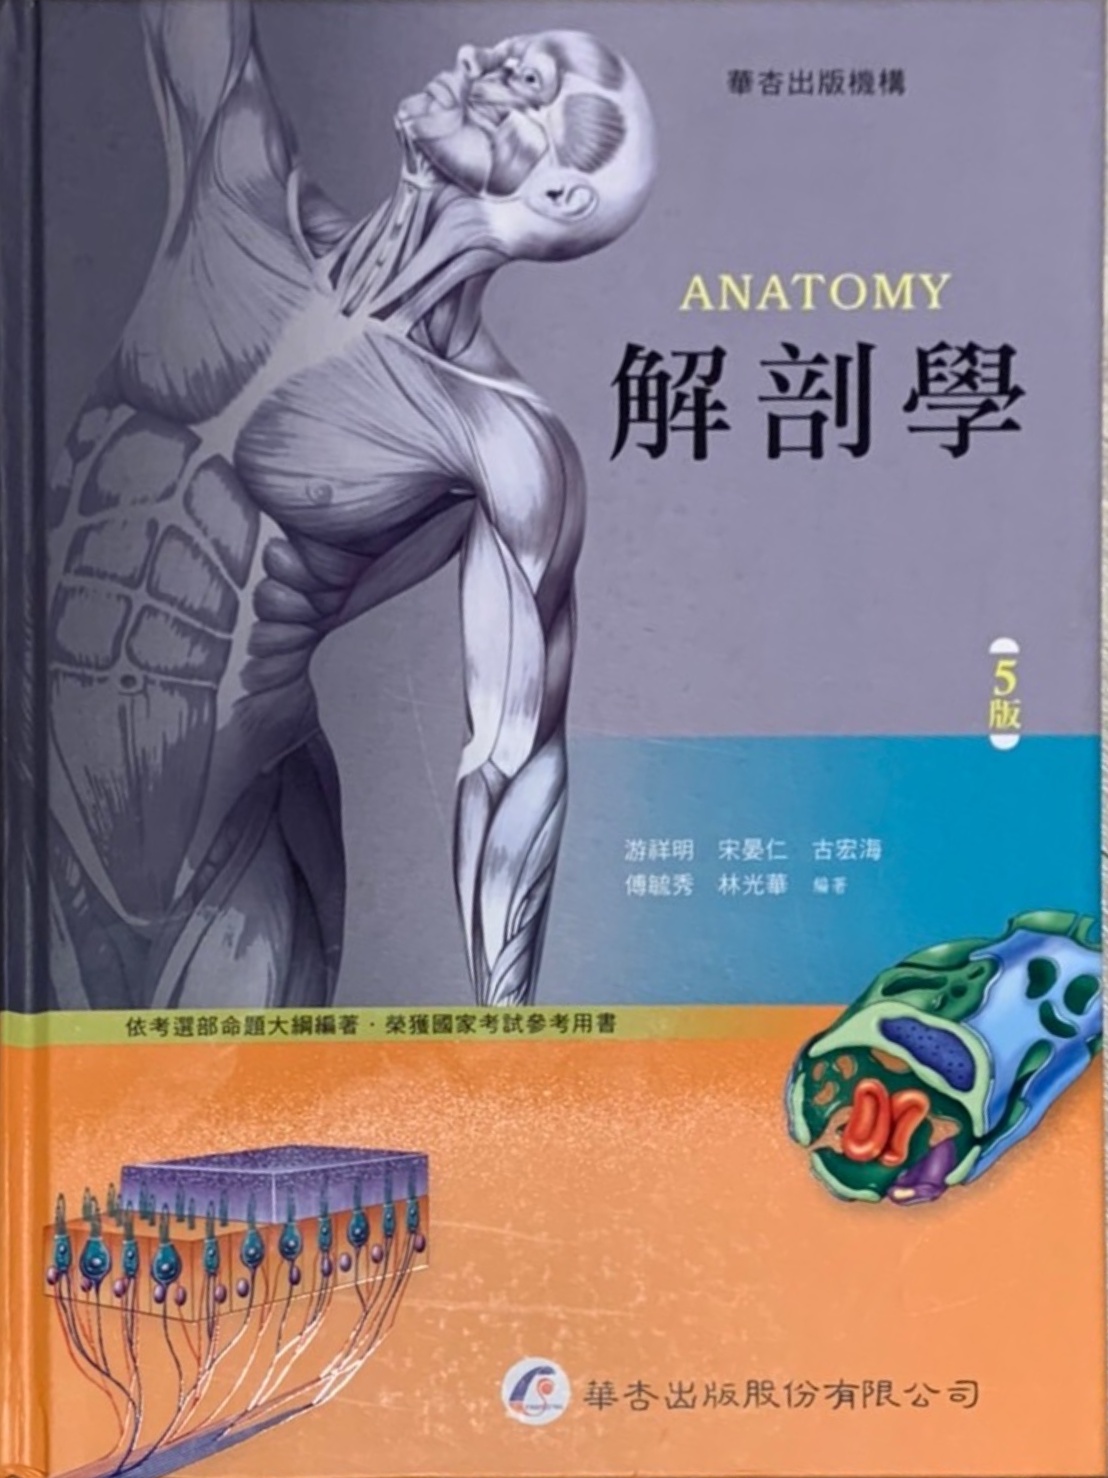 華杏出版機構
ANATOMY
解剖學
5版
游祥明 宋晏仁 古宏海
傅毓秀 林光華 編著
依考選部命題大綱編著・榮獲國家考試參考用書
華杏出版股份有限公司